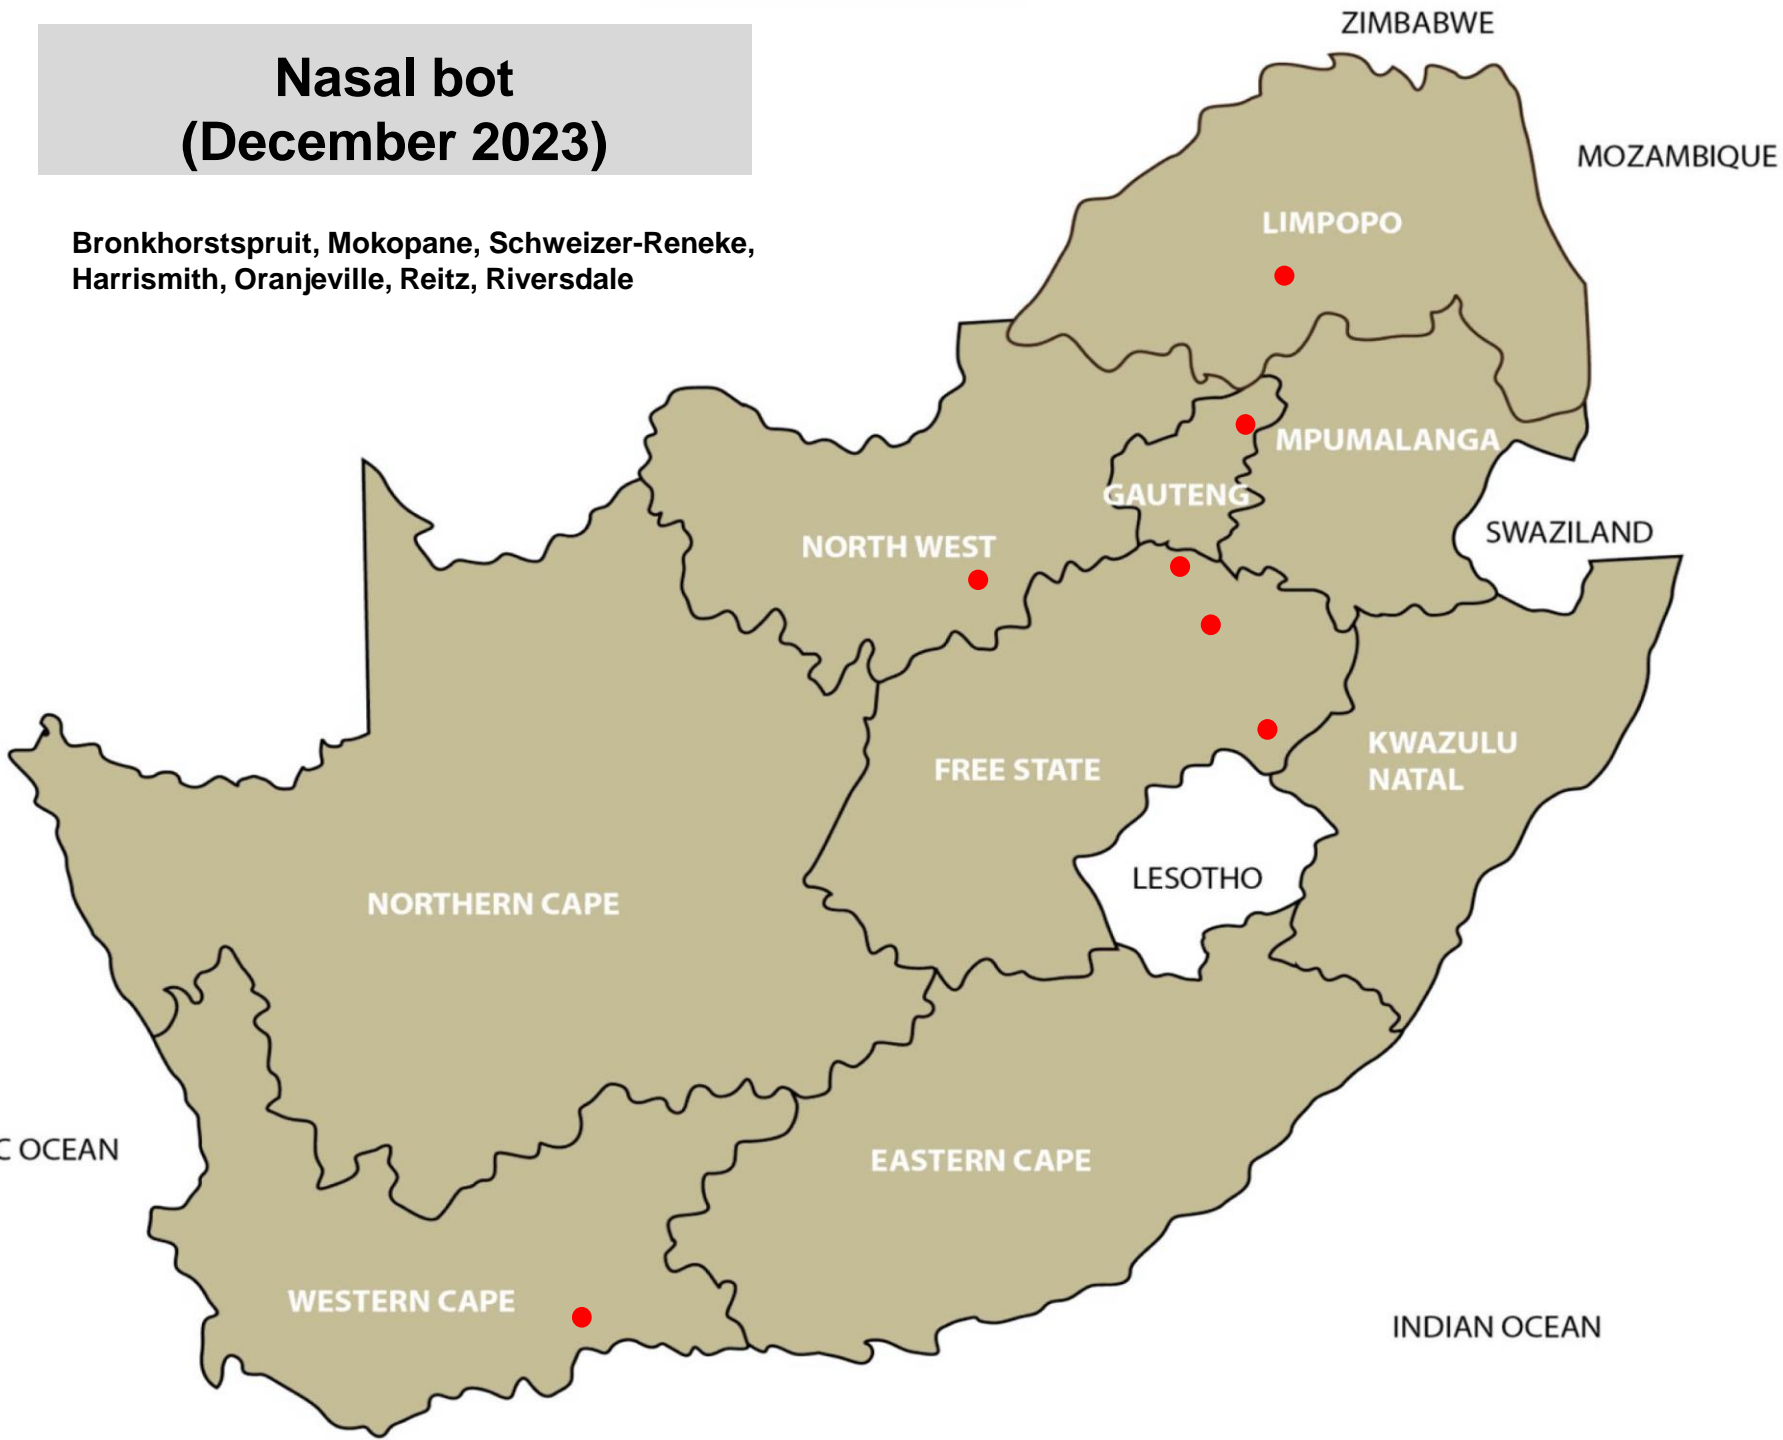 Nasal bot
(December 2023)
Bronkhorstspruit, Mokopane, Schweizer-Reneke,
Harrismith, Oranjeville, Reitz, Riversdale
ZIMBABWE
MOZAMBIQUE
LIMPOPO
MPUMALANGA
GAUTENG
SWAZILAND
NORTH WEST
KWAZULU
NATAL
FREE STATE
LESOTHO
NORTHERN CAPE
C OCEAN
EASTERN CAPE
WESTERN CAPE
INDIAN OCEAN